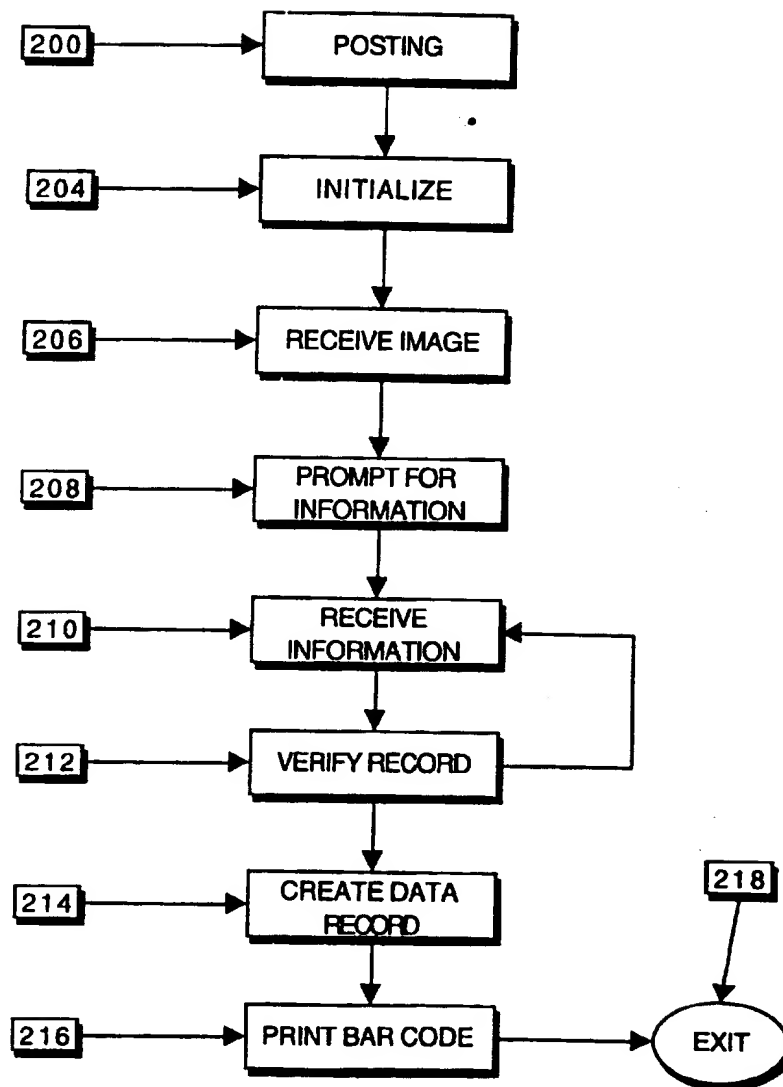 200
POSTING
204
INITIALIZE
206
RECEIVE IMAGE
208
PROMPT FOR
INFORMATION
210
RECEIVE
INFORMATION
212
VERIFY RECORD
214
CREATE DATA
RECORD
218
216
PRINT BAR CODE
EXIT